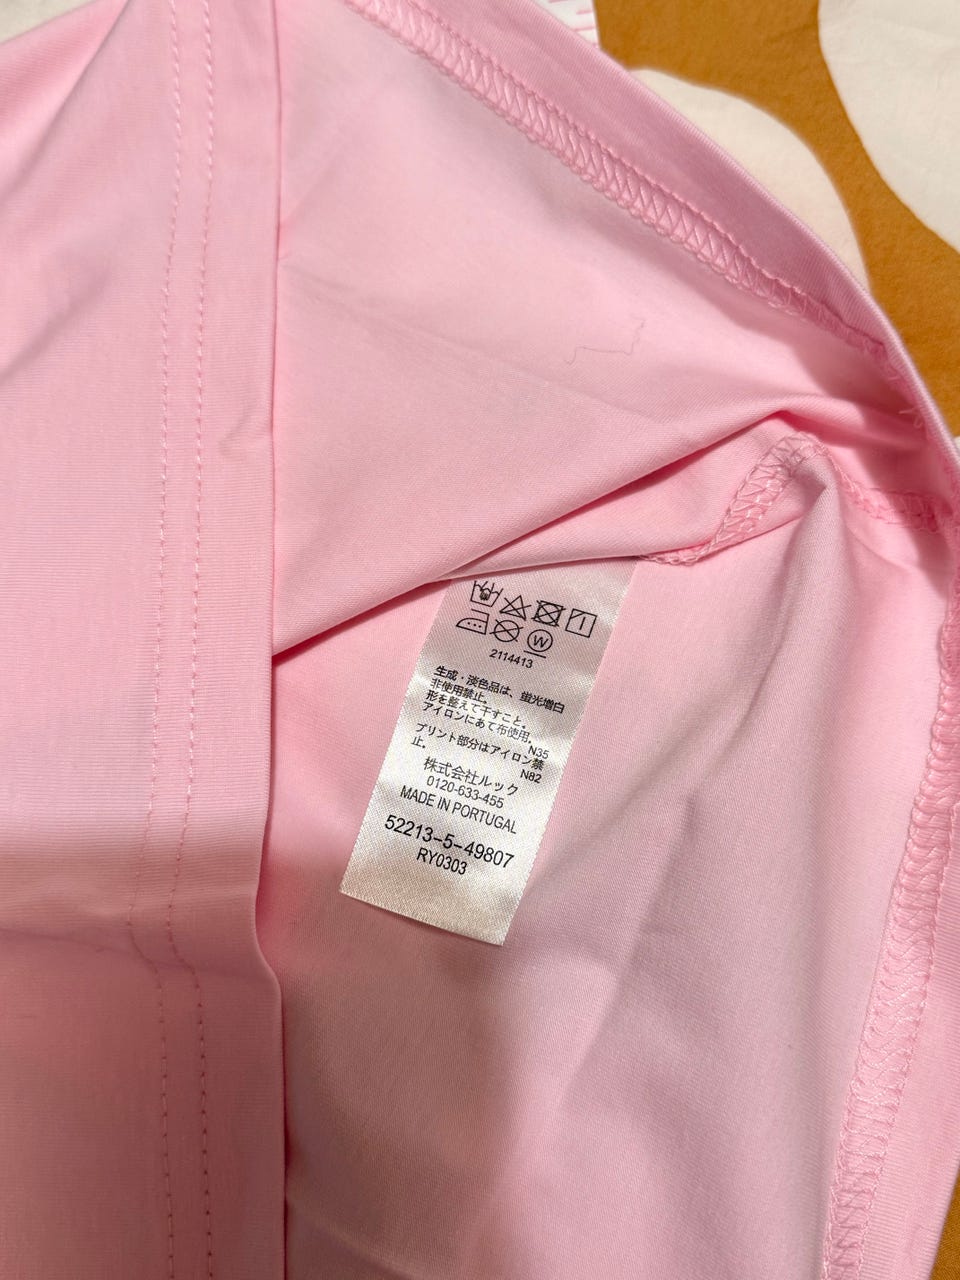 W
2114413
生成・淡色品は、蛍光増白
非使用禁止。
形を整えて干すこと。
アイロンにあて布使用。
N35
プリント部分はアイロン禁
止。
N82
株式会社ルック
0120-633-455
MADE IN PORTUGAL
52213-5-49807
RY0303